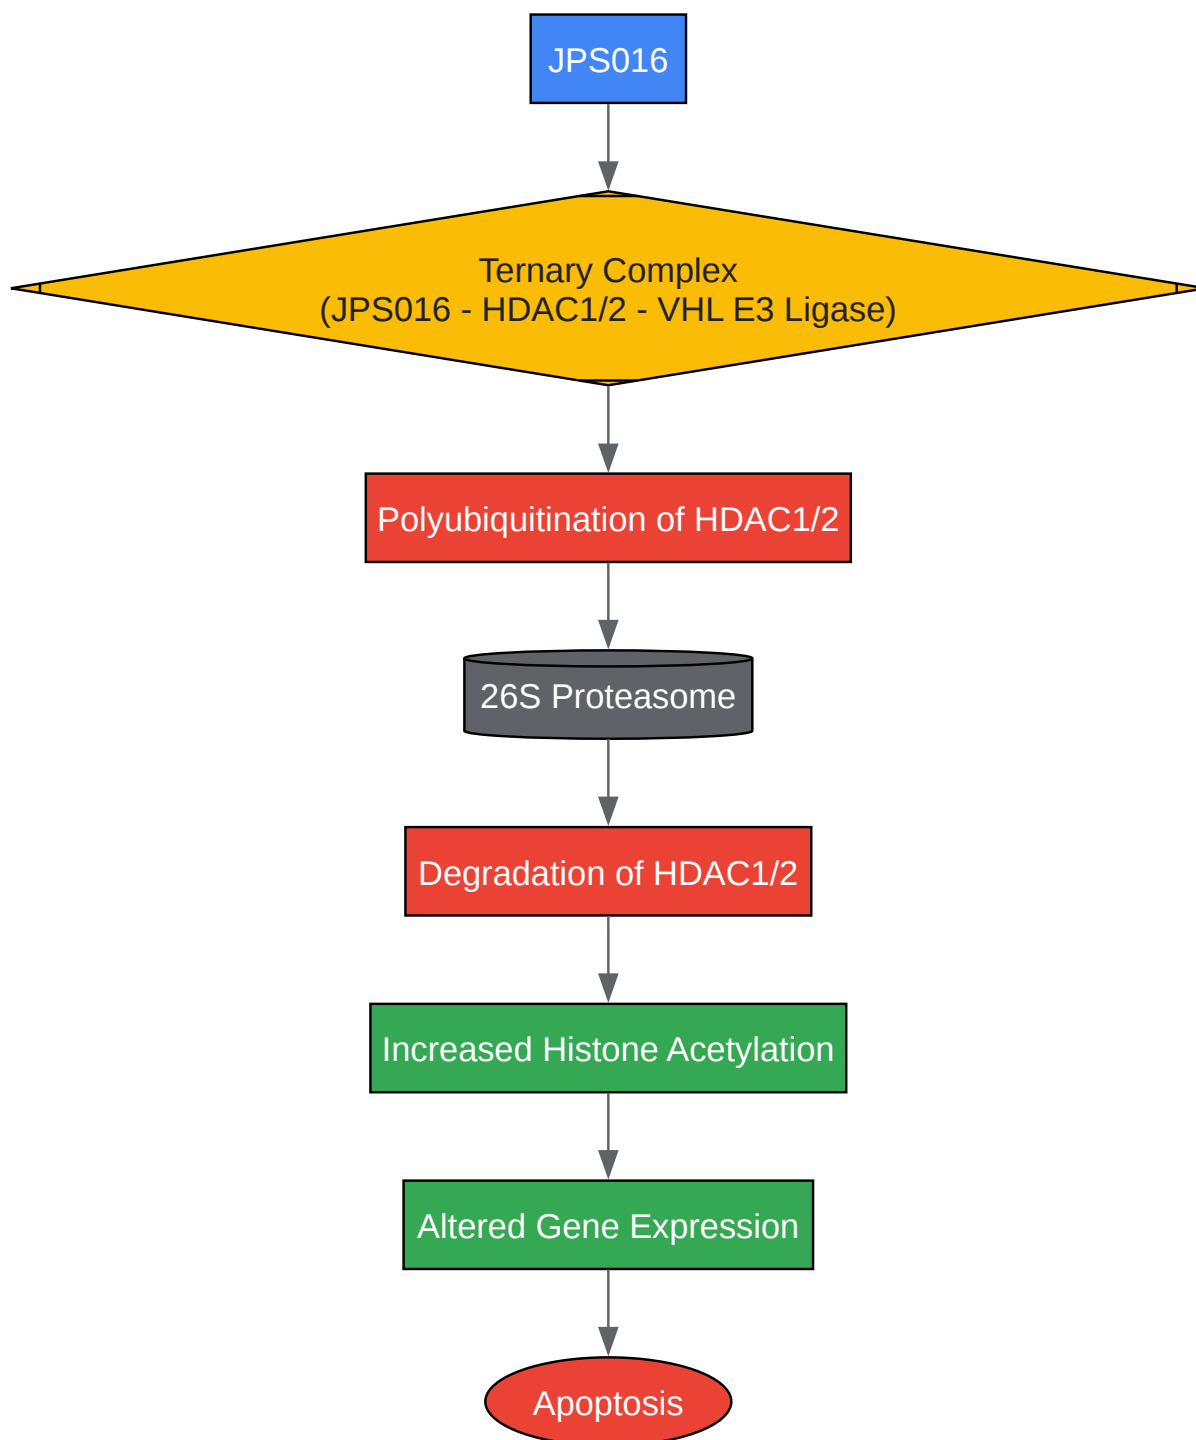 JPS016
Ternary Complex
(JPS016 - HDAC1/2 - VHL E3 Ligase)
Polyubiquitination of HDAC1/2
26S Proteasome
Degradation of HDAC1/2
Increased Histone Acetylation
Altered Gene Expression
Apoptosis